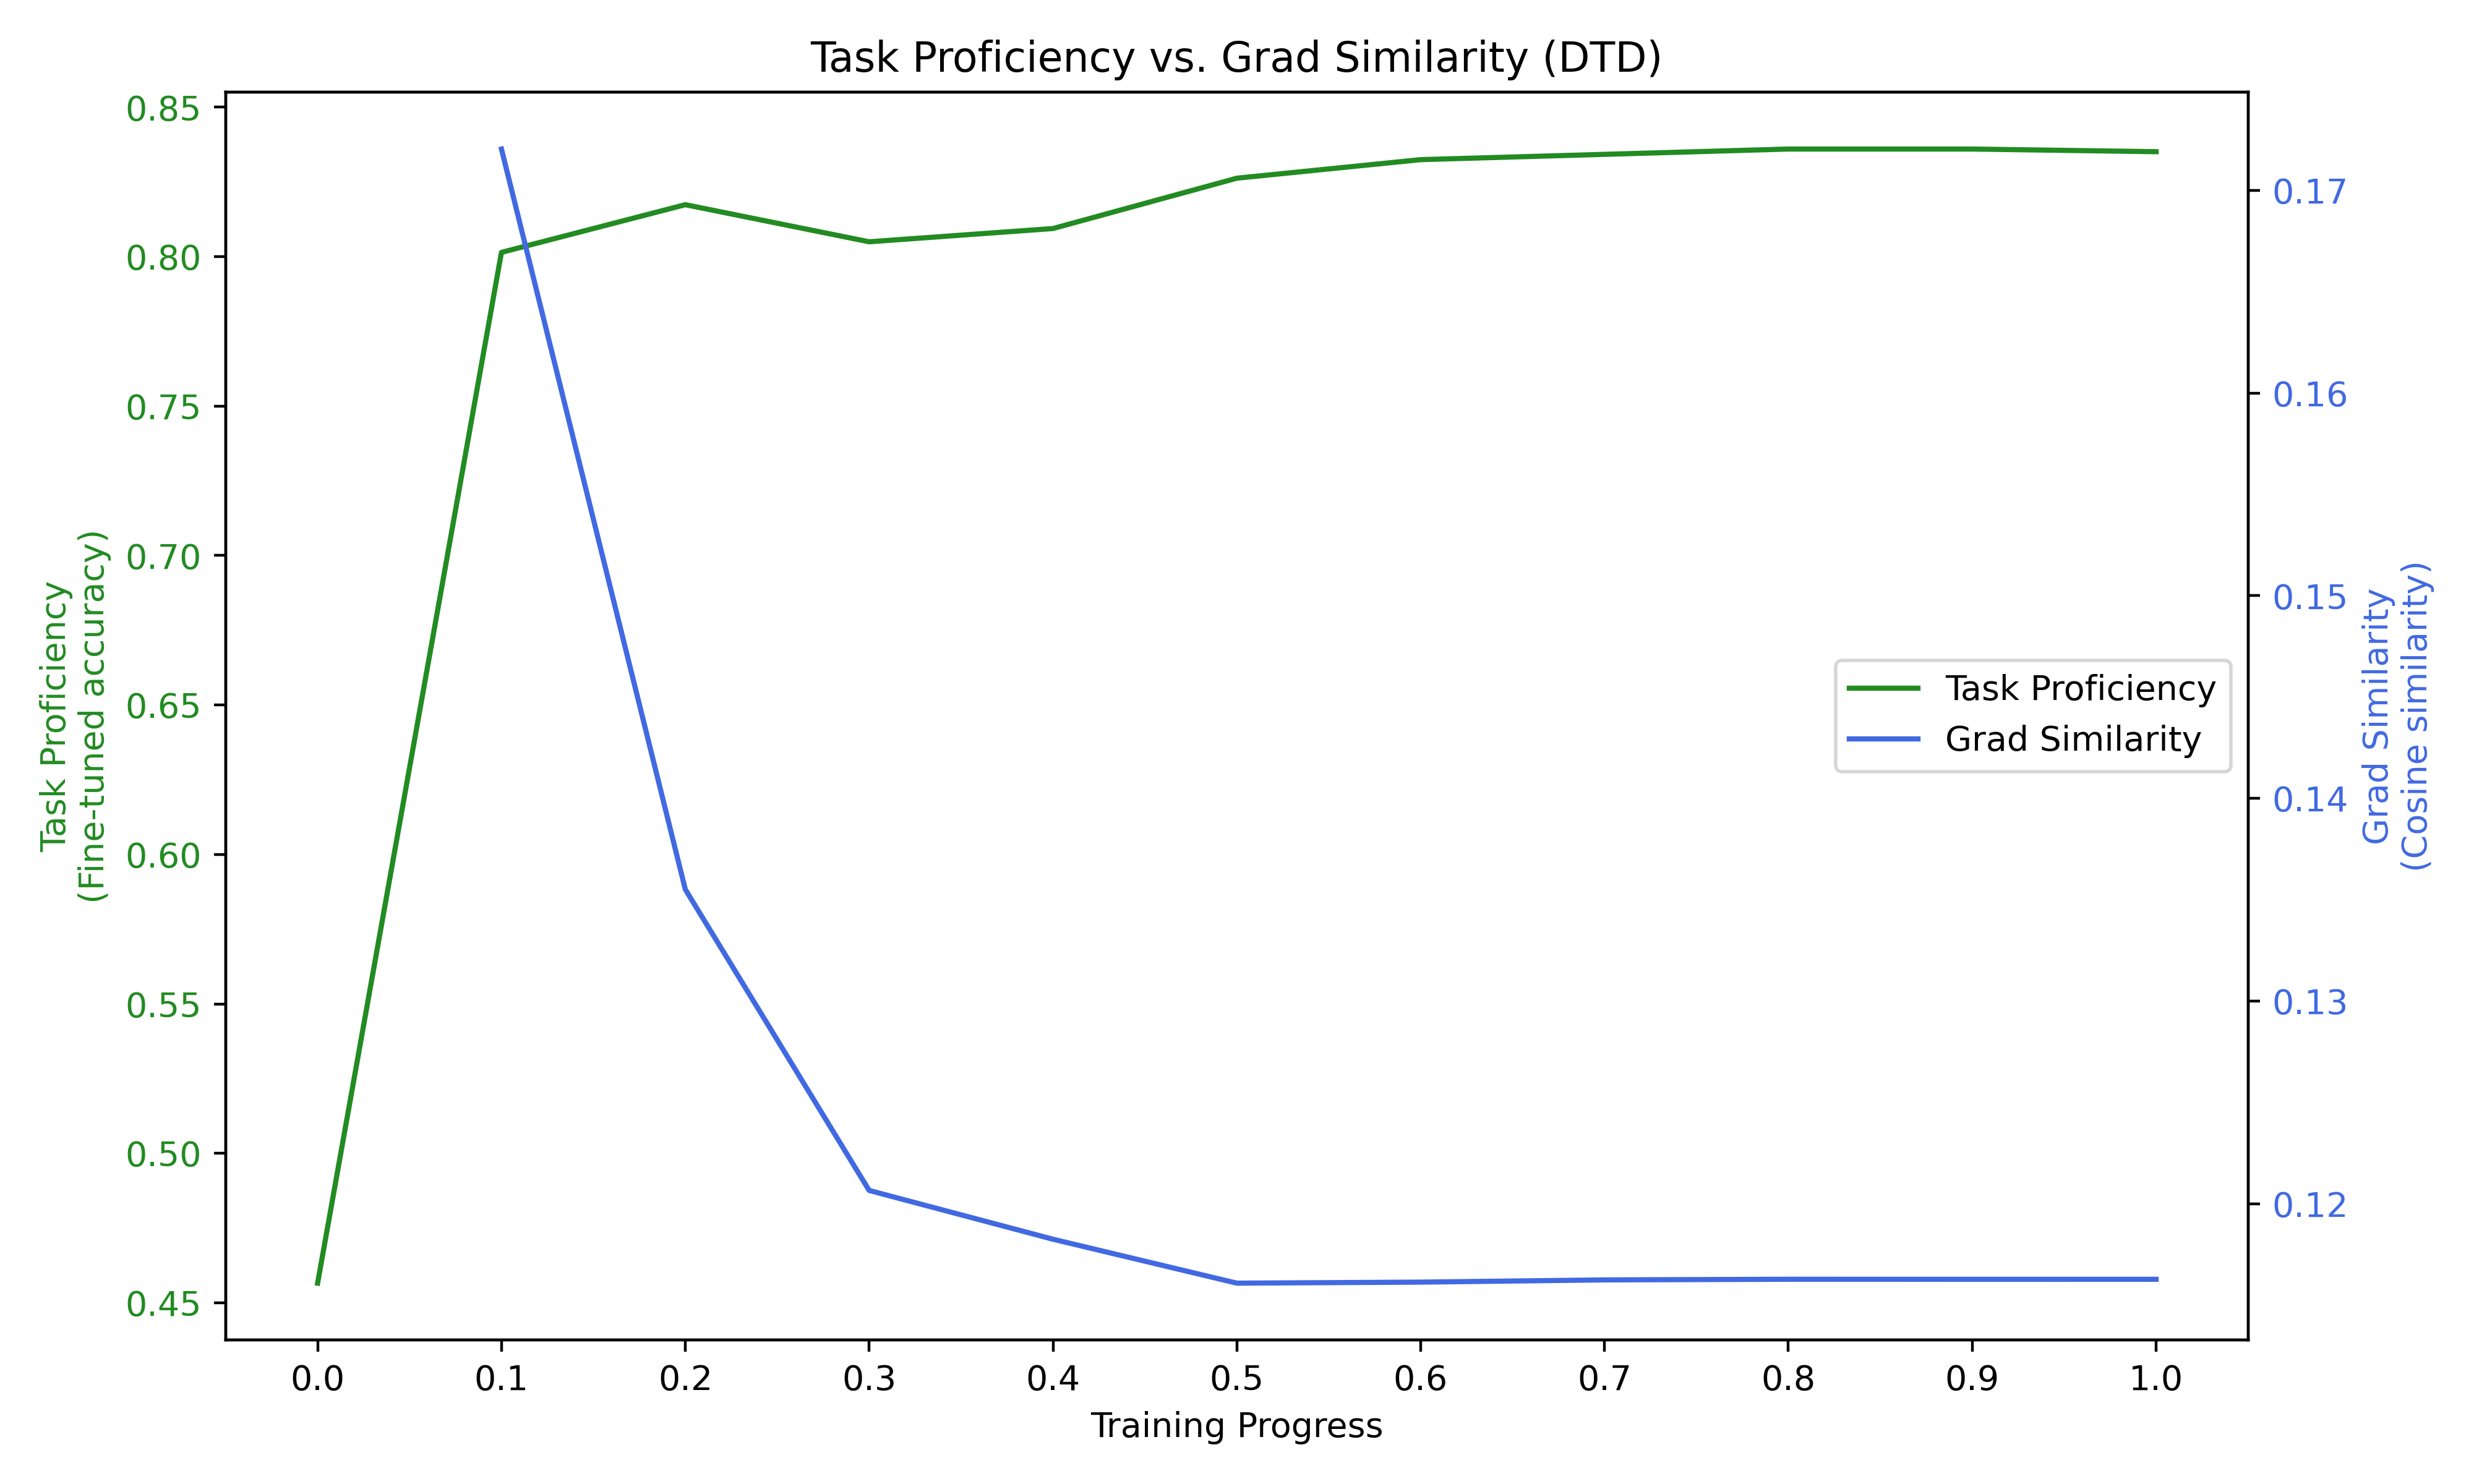 Task Proficiency vs. Grad Similarity (DTD)
0.85
0.80
0.75
0.70
0.65
0.60
0.55
0.50
0.45
Task Proficiency
(Fine-tuned accuracy)
0.17
0.16
0.15
0.14
0.13
0.12
Grad Similarity
(Cosine similarity)
Task Proficiency
Grad Similarity
0.0 0.1 0.2 0.3 0.4 0.5 0.6 0.7 0.8 0.9 1.0
Training Progress